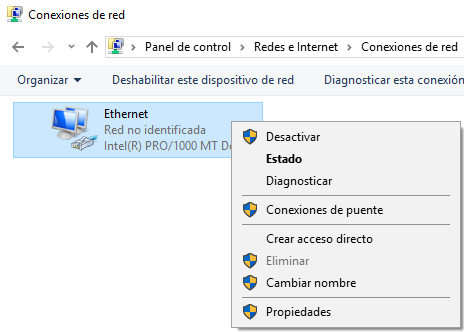 Conexiones de red
Panel de control > Redes e Internet > Conexiones de red
Organizar Deshabilitar este dispositivo de red Diagnosticar esta conexión
Ethernet
Red no identificada
Intel(R) PRO/1000 MT
Desactivar
Estado
Diagnosticar
Conexiones de puente
Crear acceso directo
Eliminar
Cambiar nombre
Propiedades